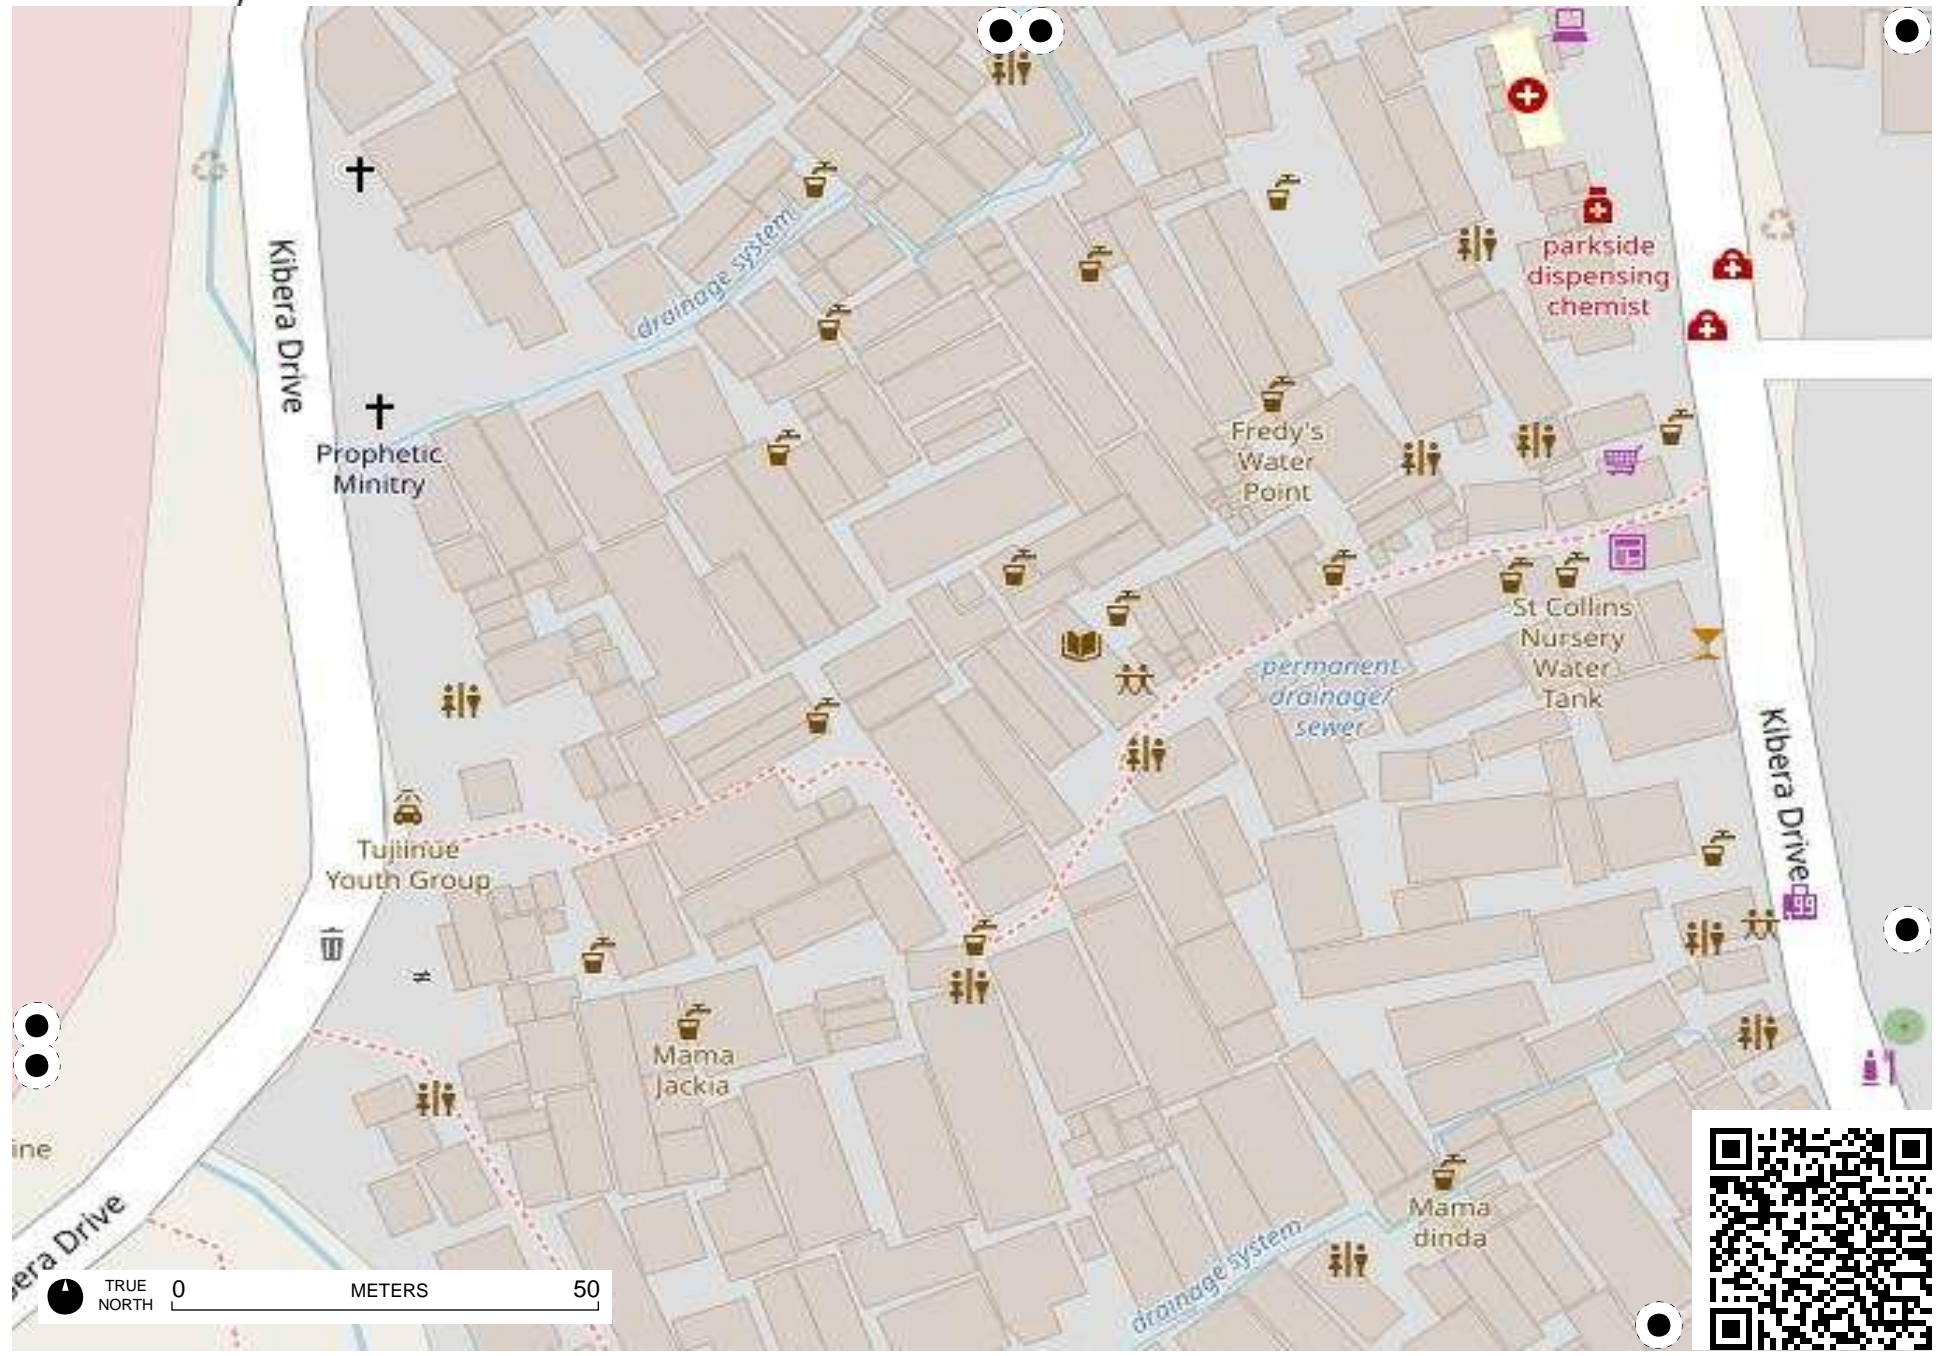 Kibera Drive
drainage system
parkside
dispensing
chemist
Prophetic
Minitry
Fredy's
Water
Point
St Collins
Nursery
Water
Tank
permanent
drainage/
sewer
Kibera Drive
Tujiinue
Youth Group
99
≠
Mama
Jackia
ine
Mama
dinda
era Drive
drainage system
TRUE
NORTH
0
METERS
50